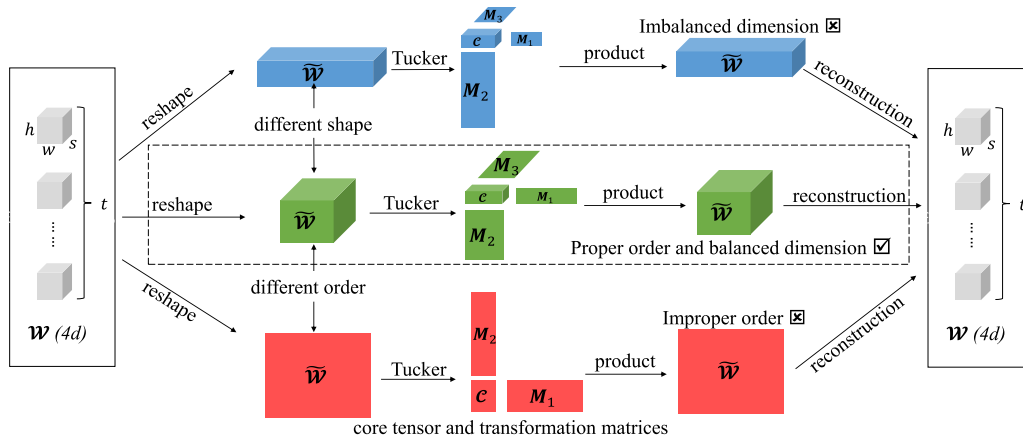 h
w
s
t
......
𝓦 (4d)
reshape
reshape
reshape
𝓦̃
Tucker
M₃
𝓒
M₁
M₂
product
Imbalanced dimension ☒
𝓦̃
reconstruction
different shape
𝓦̃
Tucker
M₃
𝓒
M₁
M₂
product
𝓦̃
reconstruction
Proper order and balanced dimension ☑
different order
𝓦̃
Tucker
M₂
𝓒
M₁
product
Improper order ☒
𝓦̃
reconstruction
core tensor and transformation matrices
h
w
s
t
......
𝓦 (4d)